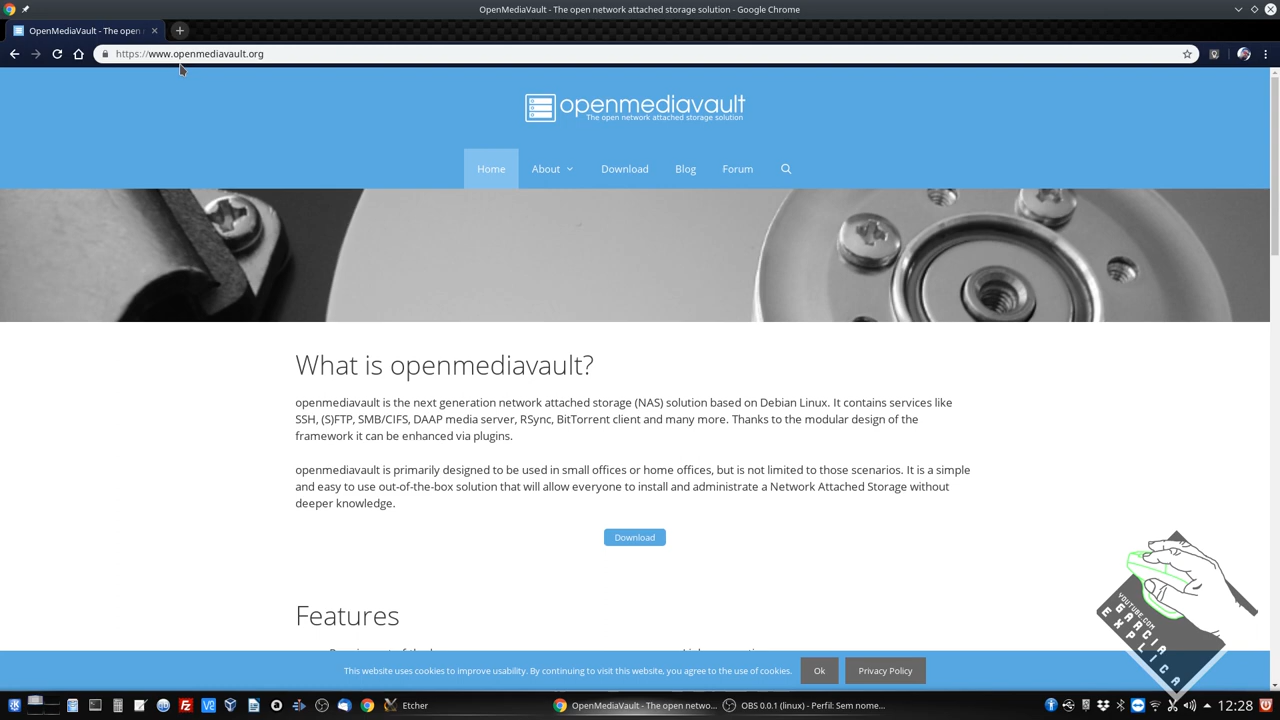 OpenMediaVault - The open network attached storage solution - Google Chrome
OpenMediaVault - The open
https://www.openmediavault.org
openmediavault
The open network attached storage solution
Home About Download Blog Forum
What is openmediavault?
openmediavault is the next generation network attached storage (NAS) solution based on Debian Linux. It contains services like
SSH, (S)FTP, SMB/CIFS, DAAP media server, RSync, BitTorrent client and many more. Thanks to the modular design of the
framework it can be enhanced via plugins.
openmediavault is primarily designed to be used in small offices or home offices, but is not limited to those scenarios. It is a simple
and easy to use out-of-the-box solution that will allow everyone to install and administrate a Network Attached Storage without
deeper knowledge.
Download
Features
This website uses cookies to improve usability. By continuing to visit this website, you agree to the use of cookies. Ok Privacy Policy
YOUTUBE.COM
GARCIA
EXPLICA
Etcher OpenMediaVault - The open netwo... OBS 0.0.1 (linux) - Perfil: Sem nome... 12:28